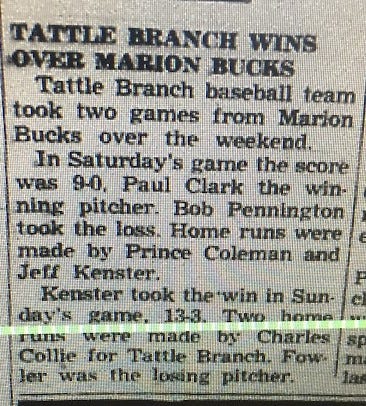 TATTLE BRANCH WINS
OVER MARION BUCKS
Tattle Branch baseball team
took two games from Marion
Bucks over the weekend.
In Saturday's game the score
was 9-0, Paul Clark the win-
ning pitcher. Bob Pennington
took the loss. Home runs were
made by Prince Coleman and
Jeff Kenster.
Kenster took the win in Sun-
day's game, 13-3. Two home
runs were made by Charles
Collie for Tattle Branch. Fow-
ler was the losing pitcher.